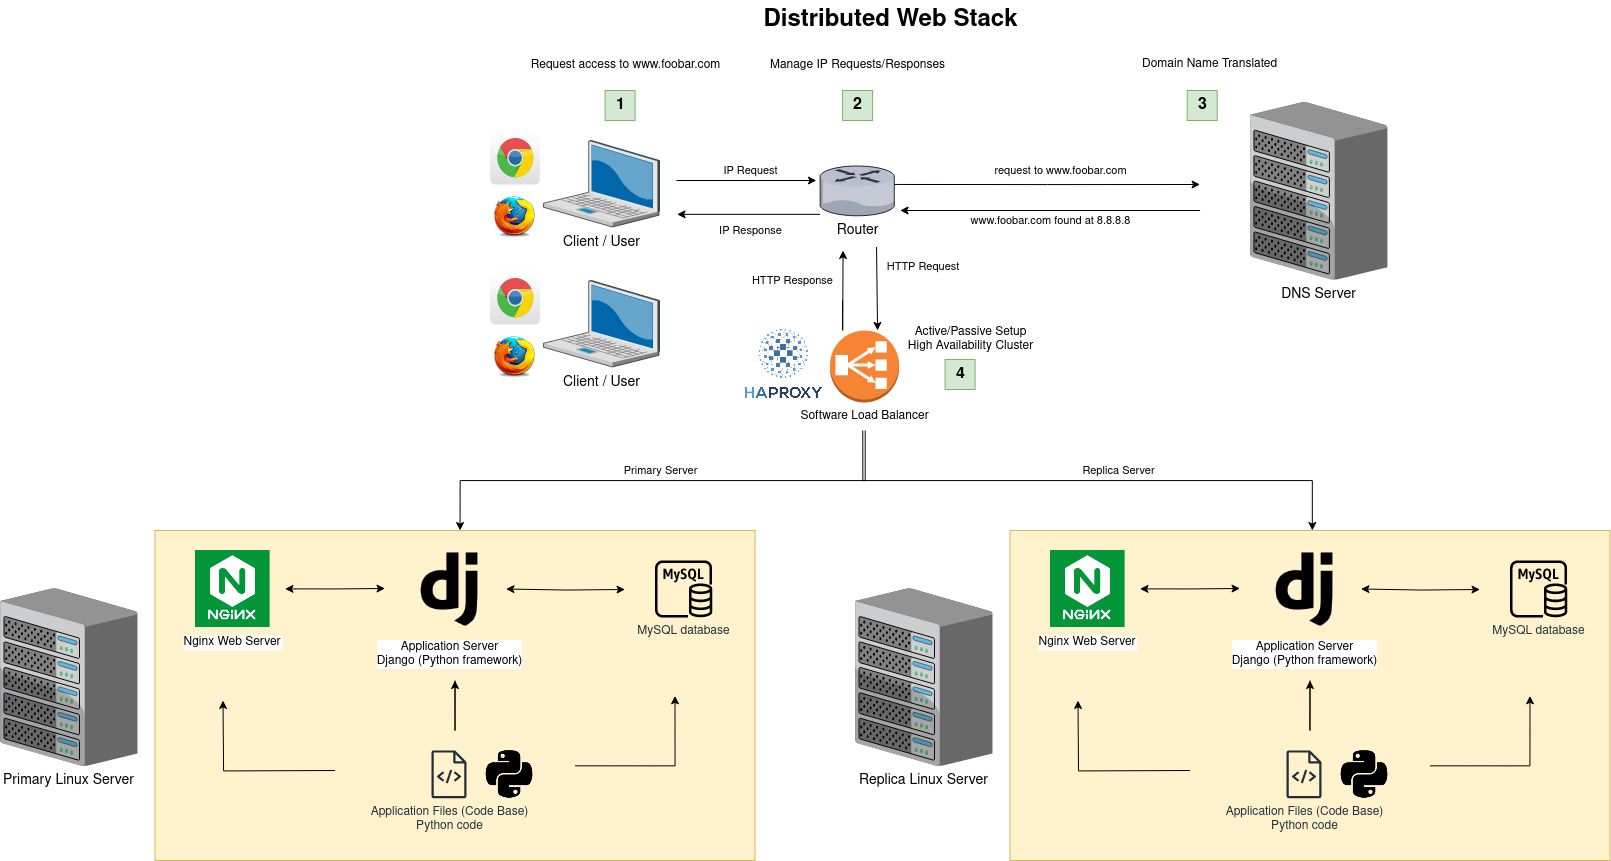 Distributed Web Stack
Request access to www.foobar.com
Manage IP Requests/Responses
Domain Name Translated
1
2
3
IP Request
request to www.foobar.com
www.foobar.com found at 8.8.8.8
IP Response
Router
Client / User
HTTP Request
HTTP Response
DNS Server
Active/Passive Setup
High Availability Cluster
4
Client / User
HAPROXY
Software Load Balancer
Primary Server
Replica Server
NGINX
Nginx Web Server
dj
Application Server
Django (Python framework)
MySQL
MySQL database
Primary Linux Server
</>
Application Files (Code Base)
Python code
NGINX
Nginx Web Server
dj
Application Server
Django (Python framework)
MySQL
MySQL database
Replica Linux Server
</>
Application Files (Code Base)
Python code